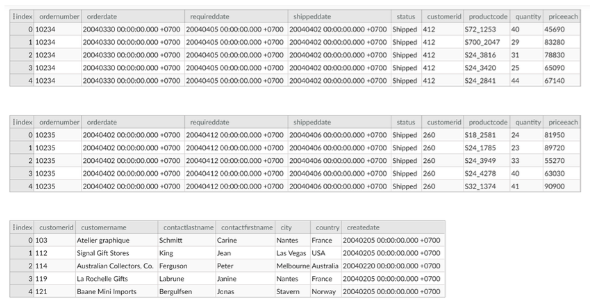 index ordernumber orderdate requireddate shippeddate status customerid productcode quantity priceeach
0 10234 20040330 00:00:00.000 +0700 20040405 00:00:00.000 +0700 20040402 00:00:00.000 +0700 Shipped 412 S72_1253 40 45690
1 10234 20040330 00:00:00.000 +0700 20040405 00:00:00.000 +0700 20040402 00:00:00.000 +0700 Shipped 412 S700_2047 29 83280
2 10234 20040330 00:00:00.000 +0700 20040405 00:00:00.000 +0700 20040402 00:00:00.000 +0700 Shipped 412 S24_3816 31 78830
3 10234 20040330 00:00:00.000 +0700 20040405 00:00:00.000 +0700 20040402 00:00:00.000 +0700 Shipped 412 S24_3420 25 65090
4 10234 20040330 00:00:00.000 +0700 20040405 00:00:00.000 +0700 20040402 00:00:00.000 +0700 Shipped 412 S24_2841 44 67140
index ordernumber orderdate requireddate shippeddate status customerid productcode quantity priceeach
0 10235 20040402 00:00:00.000 +0700 20040412 00:00:00.000 +0700 20040406 00:00:00.000 +0700 Shipped 260 S18_2581 24 81950
1 10235 20040402 00:00:00.000 +0700 20040412 00:00:00.000 +0700 20040406 00:00:00.000 +0700 Shipped 260 S24_1785 23 89720
2 10235 20040402 00:00:00.000 +0700 20040412 00:00:00.000 +0700 20040406 00:00:00.000 +0700 Shipped 260 S24_3949 33 55270
3 10235 20040402 00:00:00.000 +0700 20040412 00:00:00.000 +0700 20040406 00:00:00.000 +0700 Shipped 260 S24_4278 40 63030
4 10235 20040402 00:00:00.000 +0700 20040412 00:00:00.000 +0700 20040406 00:00:00.000 +0700 Shipped 260 S32_1374 41 90900
index customerid customername contactlastname contactfirstname city country createdate
0 103 Atelier graphique Schmitt Carine Nantes France 20040205 00:00:00.000 +0700
1 112 Signal Gift Stores King Jean Las Vegas USA 20040205 00:00:00.000 +0700
2 114 Australian Collectors, Co. Ferguson Peter Melbourne Australia 20040220 00:00:00.000 +0700
3 119 La Rochelle Gifts Labrune Janine Nantes France 20040205 00:00:00.000 +0700
4 121 Baane Mini Imports Bergulfsen Jonas Stavern Norway 20040205 00:00:00.000 +0700